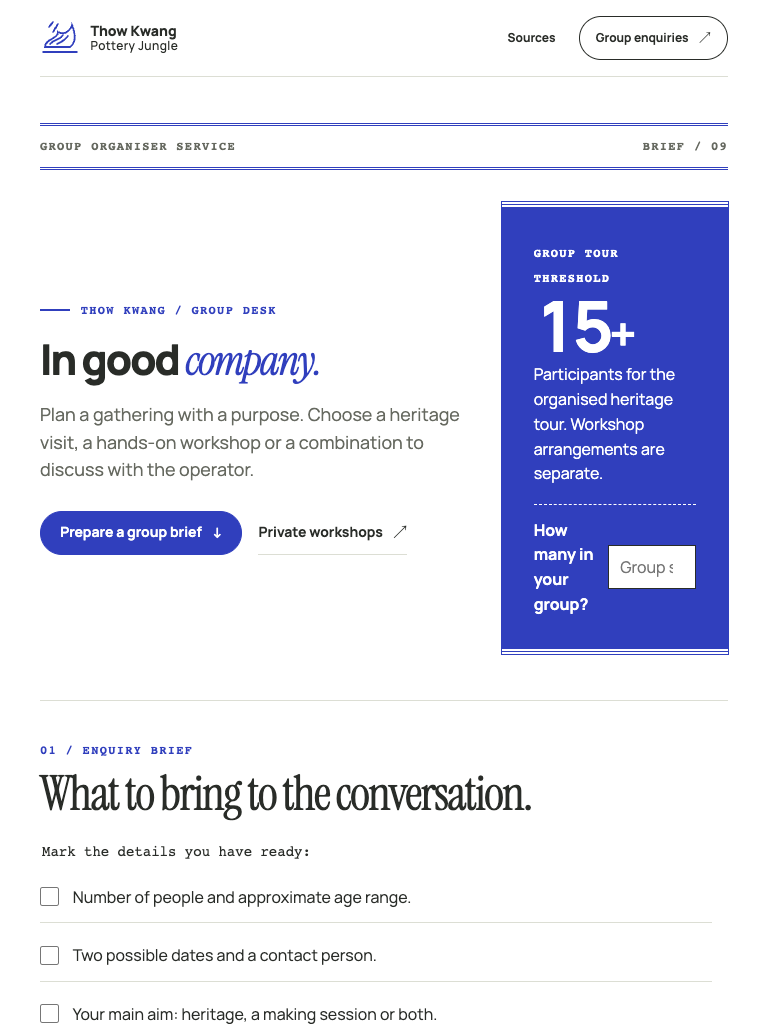 Thow Kwang
Pottery Jungle
Sources
Group enquiries ↗
GROUP ORGANISER SERVICE
BRIEF / 09
THOW KWANG / GROUP DESK
In good company.
Plan a gathering with a purpose. Choose a heritage
visit, a hands-on workshop or a combination to
discuss with the operator.
Prepare a group brief ↓
Private workshops ↗
GROUP TOUR
THRESHOLD
15+
Participants for the
organised heritage
tour. Workshop
arrangements are
separate.
How
many in
your
group?
Group s
01 / ENQUIRY BRIEF
What to bring to the conversation.
Mark the details you have ready:
Number of people and approximate age range.
Two possible dates and a contact person.
Your main aim: heritage, a making session or both.